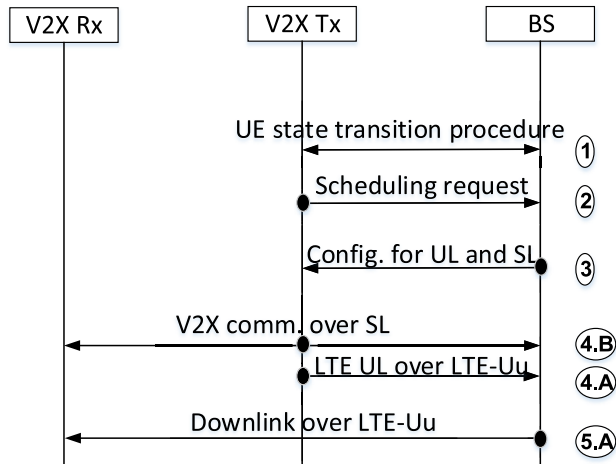 V2X Rx
V2X Tx
BS
UE state transition procedure
1
Scheduling request
2
Config. for UL and SL
3
V2X comm. over SL
4.B
LTE UL over LTE-Uu
4.A
Downlink over LTE-Uu
5.A